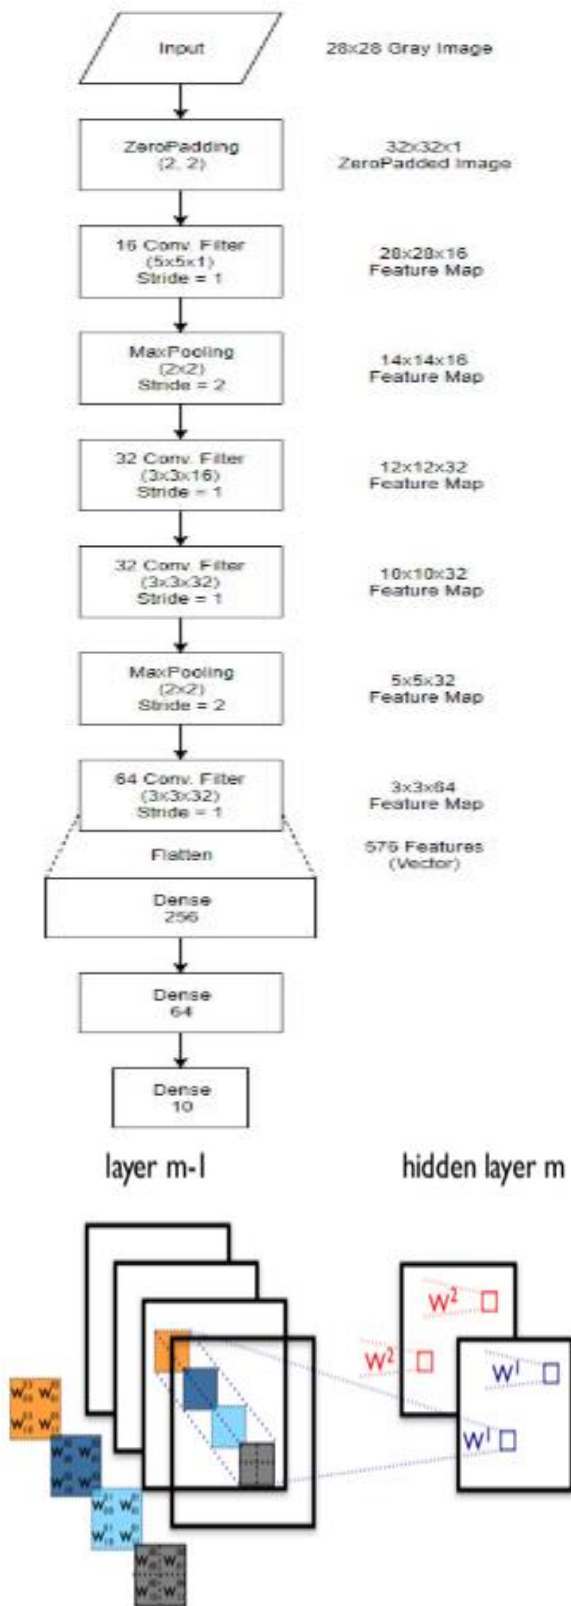 Input
28x28 Gray Image
ZeroPadding
(2, 2)
32x32x1
ZeroPadded Image
16 Conv. Filter
(5x5x1)
Stride = 1
28x28x16
Feature Map
MaxPooling
(2x2)
Stride = 2
14x14x16
Feature Map
32 Conv. Filter
(3x3x16)
Stride = 1
12x12x32
Feature Map
32 Conv. Filter
(3x3x32)
Stride = 1
10x10x32
Feature Map
MaxPooling
(2x2)
Stride = 2
5x5x32
Feature Map
64 Conv. Filter
(3x3x32)
Stride = 1
3x3x64
Feature Map
Flatten
576 Features
(Vector)
Dense
256
Dense
64
Dense
10
layer m-1
hidden layer m
W²
W²
W¹
W¹